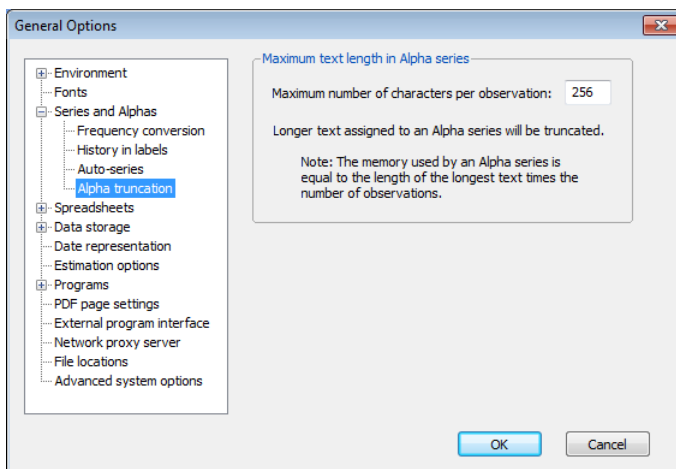 General Options
Environment
Fonts
Series and Alphas
Frequency conversion
History in labels
Auto-series
Alpha truncation
Spreadsheets
Data storage
Date representation
Estimation options
Programs
PDF page settings
External program interface
Network proxy server
File locations
Advanced system options
Maximum text length in Alpha series
Maximum number of characters per observation: 256
Longer text assigned to an Alpha series will be truncated.
Note: The memory used by an Alpha series is
equal to the length of the longest text times the
number of observations.
OK Cancel